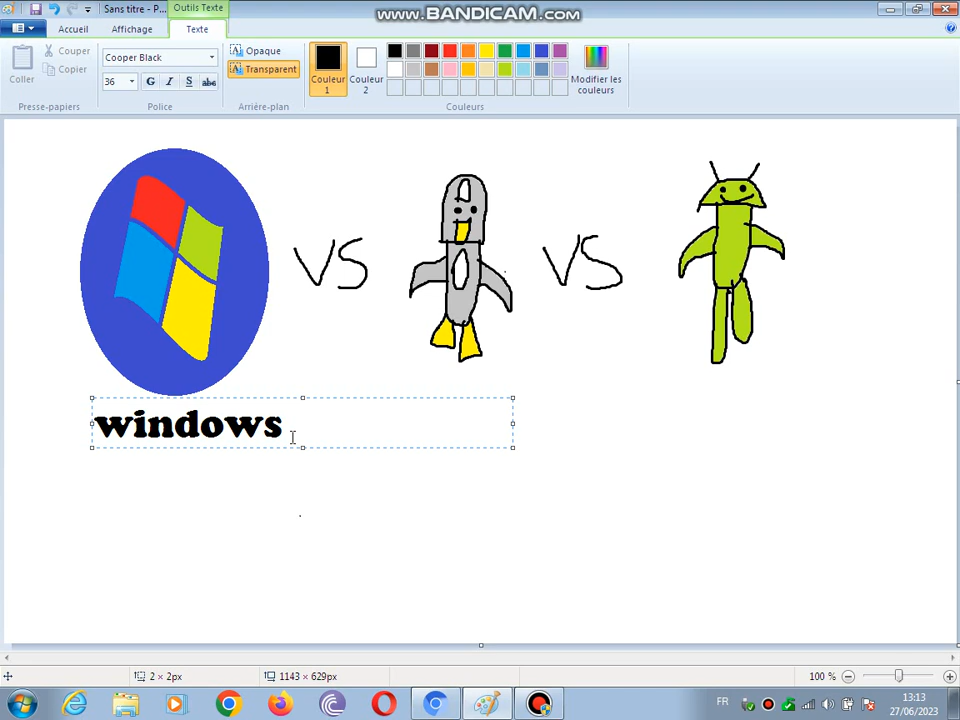 www.BANDICAM.com
Sans titre - P...
Outils Texte
Accueil
Affichage
Texte
Coller
Couper
Copier
Presse-papiers
Cooper Black
36
G I S abc
Police
Opaque
Transparent
Arrière-plan
Couleur 1
Couleur 2
Modifier les couleurs
Couleurs
VS
VS
windows
2 × 2px
1143 × 629px
100 %
FR
13:13
27/06/2023